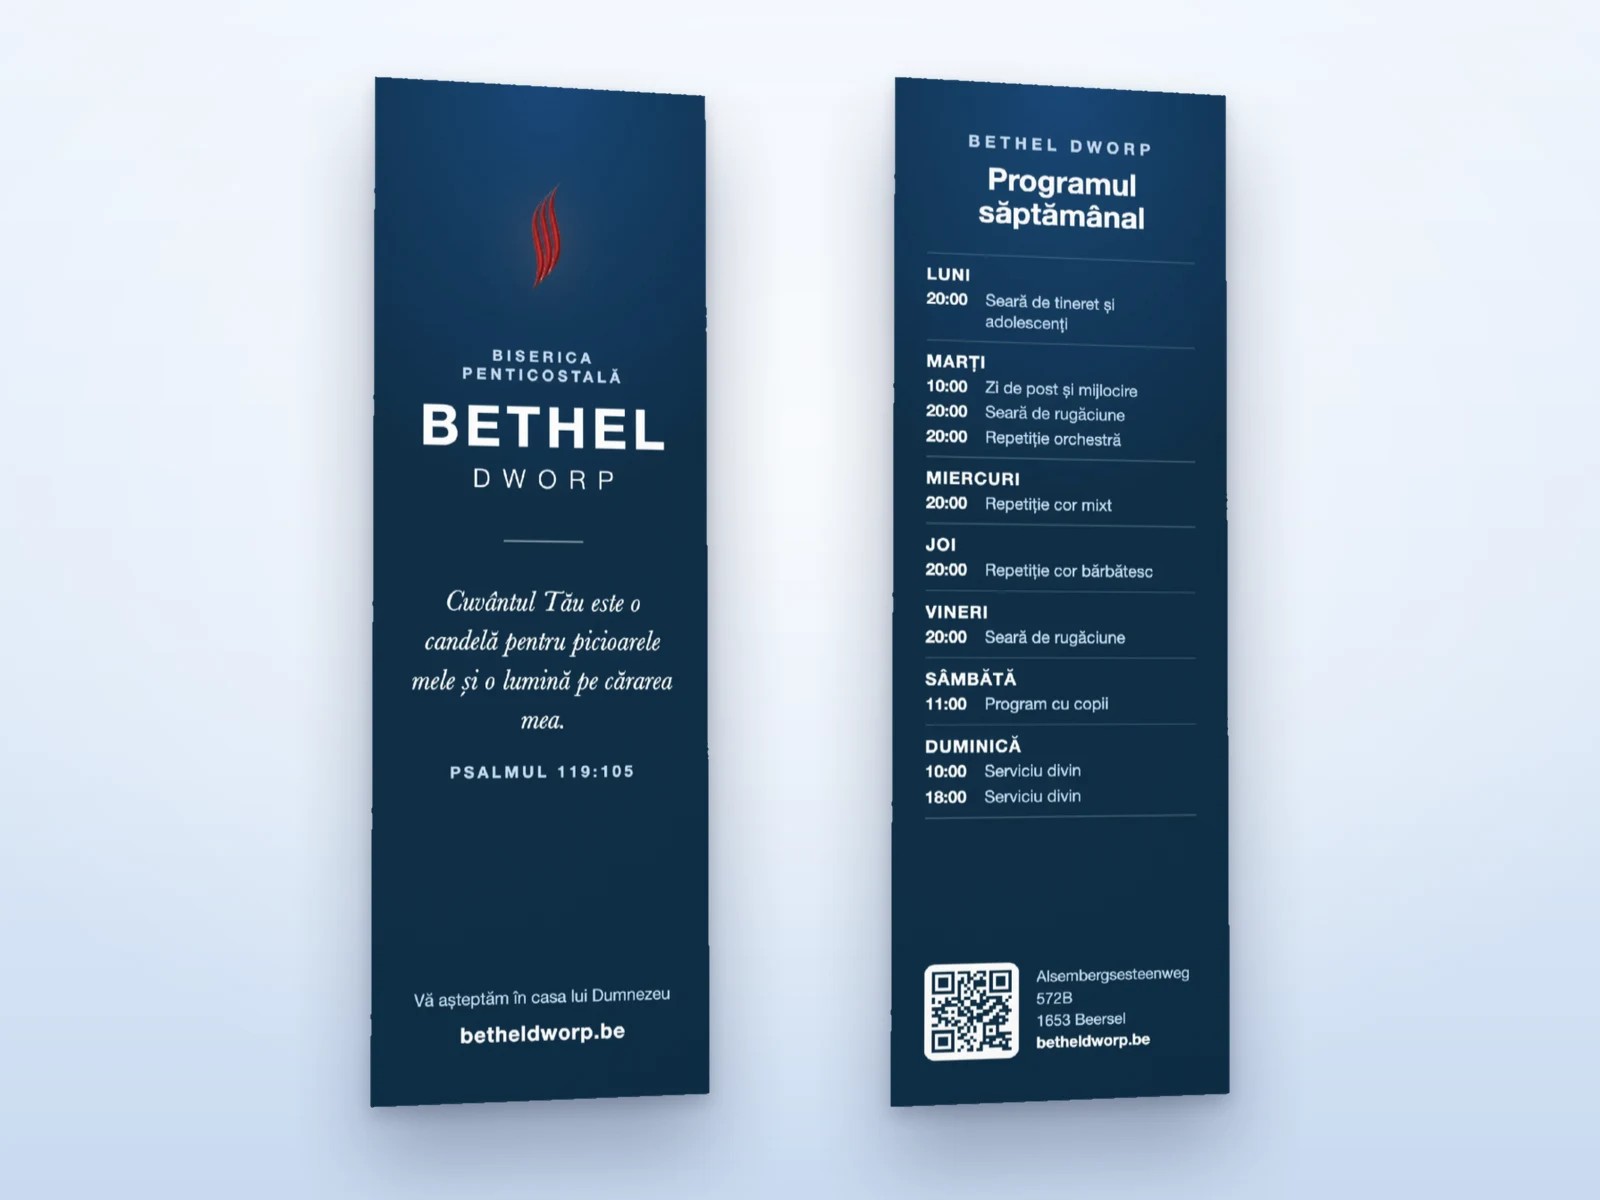 BISERICA
PENTICOSTALĂ
BETHEL
DWORP
Cuvântul Tău este o
candelă pentru picioarele
mele și o lumină pe cărarea
mea.
PSALMUL 119:105
Vă așteptăm în casa lui Dumnezeu
betheldworp.be
BETHEL DWORP
Programul
săptămânal
LUNI
20:00 Seară de tineret și
adolescenți
MARȚI
10:00 Zi de post și mijlocire
20:00 Seară de rugăciune
20:00 Repetiție orchestră
MIERCURI
20:00 Repetiție cor mixt
JOI
20:00 Repetiție cor bărbătesc
VINERI
20:00 Seară de rugăciune
SÂMBĂTĂ
11:00 Program cu copii
DUMINICĂ
10:00 Serviciu divin
18:00 Serviciu divin
Alsembergsesteenweg
572B
1653 Beersel
betheldworp.be